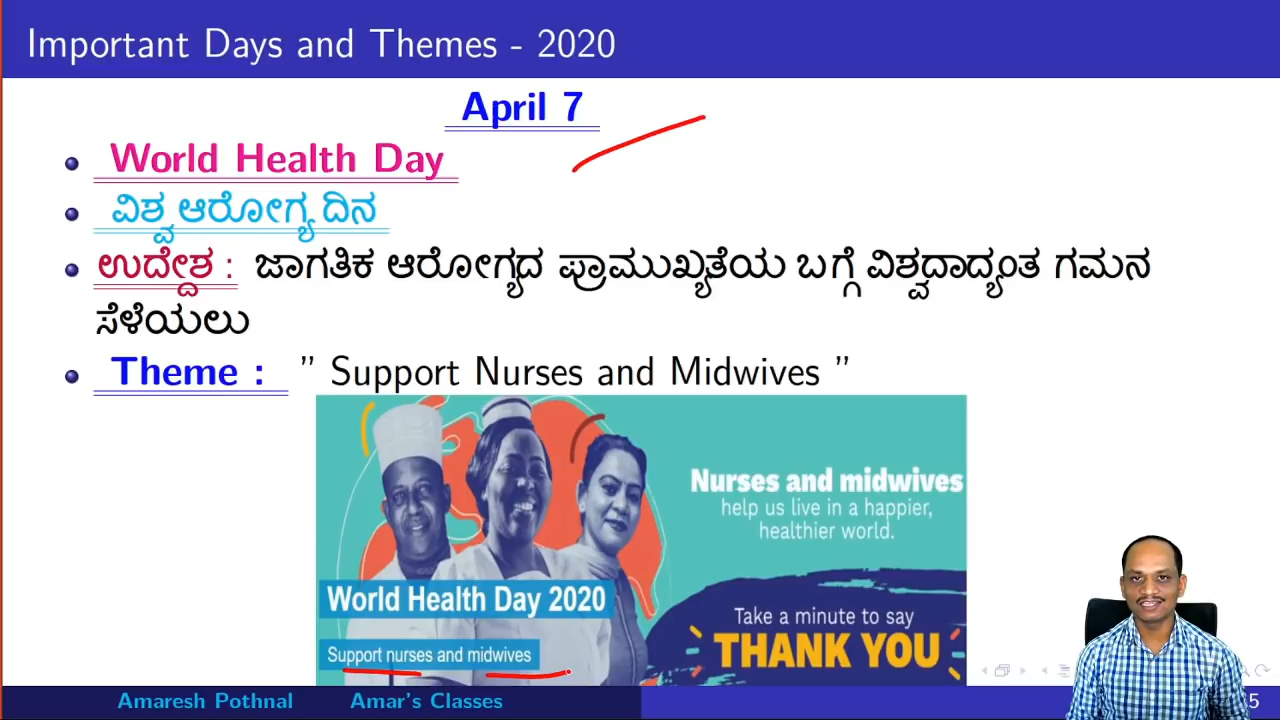 Important Days and Themes - 2020
April 7
World Health Day
ವಿಶ್ವ ಆರೋಗ್ಯ ದಿನ
ಉದ್ದೇಶ : ಜಾಗತಿಕ ಆರೋಗ್ಯದ ಪ್ರಾಮುಖ್ಯತೆಯ ಬಗ್ಗೆ ವಿಶ್ವದಾದ್ಯಂತ ಗಮನ
ಸೆಳೆಯಲು
Theme : " Support Nurses and Midwives "
Nurses and midwives
help us live in a happier,
healthier world.
World Health Day 2020
Support nurses and midwives
Take a minute to say
THANK YOU
Amaresh Pothnal Amar's Classes